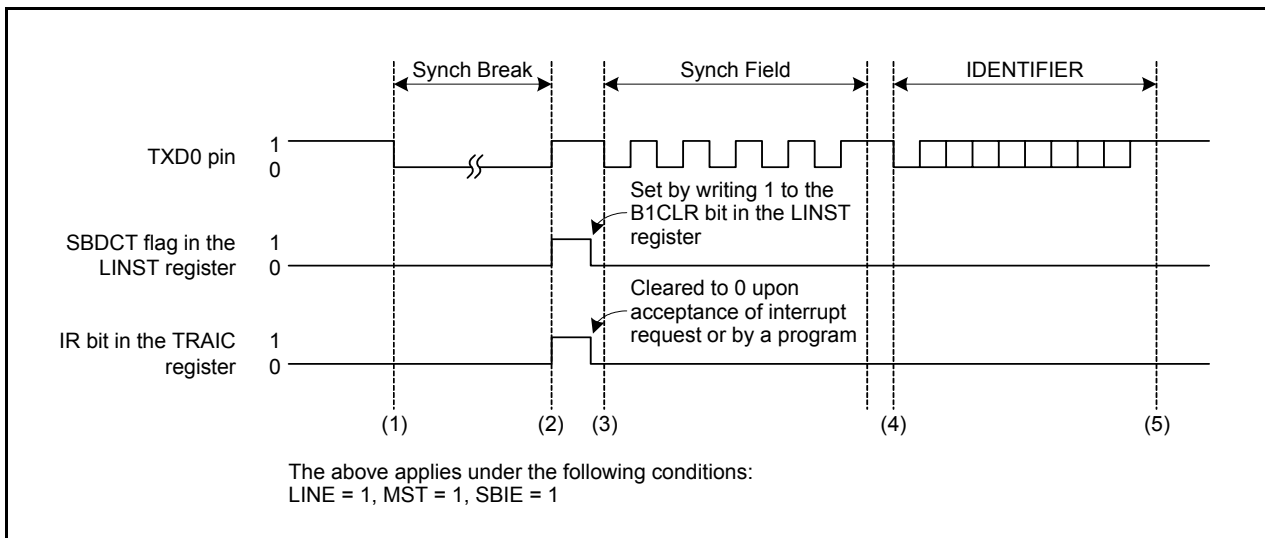 Synch Break
Synch Field
IDENTIFIER
TXD0 pin
1
0
Set by writing 1 to the
B1CLR bit in the LINST
register
SBDCT flag in the
LINST register
1
0
Cleared to 0 upon
acceptance of interrupt
request or by a program
IR bit in the TRAIC
register
1
0
(1)
(2)
(3)
(4)
(5)
The above applies under the following conditions:
LINE = 1, MST = 1, SBIE = 1